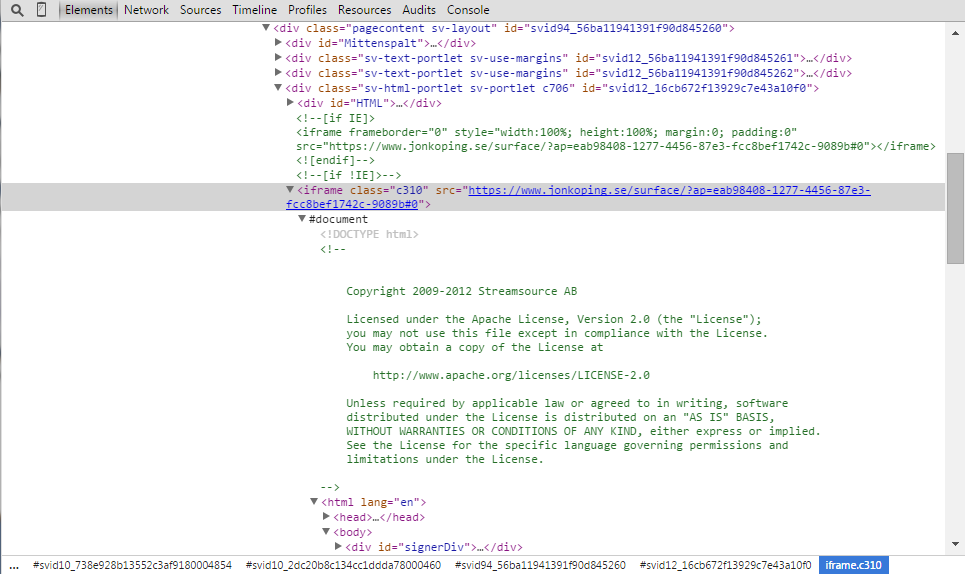 Elements Network Sources Timeline Profiles Resources Audits Console
<div class="pagecontent sv-layout" id="svid94_56ba11941391f90d845260">
<div id="Mittenspalt">…</div>
<div class="sv-text-portlet sv-use-margins" id="svid12_56ba11941391f90d845261">…</div>
<div class="sv-text-portlet sv-use-margins" id="svid12_56ba11941391f90d845262">…</div>
<div class="sv-html-portlet sv-portlet c706" id="svid12_16cb672f13929c7e43a10f0">
<div id="HTML">…</div>
<!--[if IE]>
<iframe frameborder="0" style="width:100%; height:100%; margin:0; padding:0"
src="https://www.jonkoping.se/surface/?ap=eab98408-1277-4456-87e3-fcc8bef1742c-9089b#0"></iframe>
<![endif]-->
<!--[if !IE]>-->
<iframe class="c310" src="https://www.jonkoping.se/surface/?ap=eab98408-1277-4456-87e3-
fcc8bef1742c-9089b#0">
#document
<!DOCTYPE html>
<!--
Copyright 2009-2012 Streamsource AB
Licensed under the Apache License, Version 2.0 (the "License");
you may not use this file except in compliance with the License.
You may obtain a copy of the License at
http://www.apache.org/licenses/LICENSE-2.0
Unless required by applicable law or agreed to in writing, software
distributed under the License is distributed on an "AS IS" BASIS,
WITHOUT WARRANTIES OR CONDITIONS OF ANY KIND, either express or implied.
See the License for the specific language governing permissions and
limitations under the License.
-->
<html lang="en">
<head>…</head>
<body>
<div id="signerDiv">…</div>
... #svid10_738e928b13552c3af9180004854 #svid10_2dc20b8c134cc1ddda78000460 #svid94_56ba11941391f90d845260 #svid12_16cb672f13929c7e43a10f0 iframe.c310